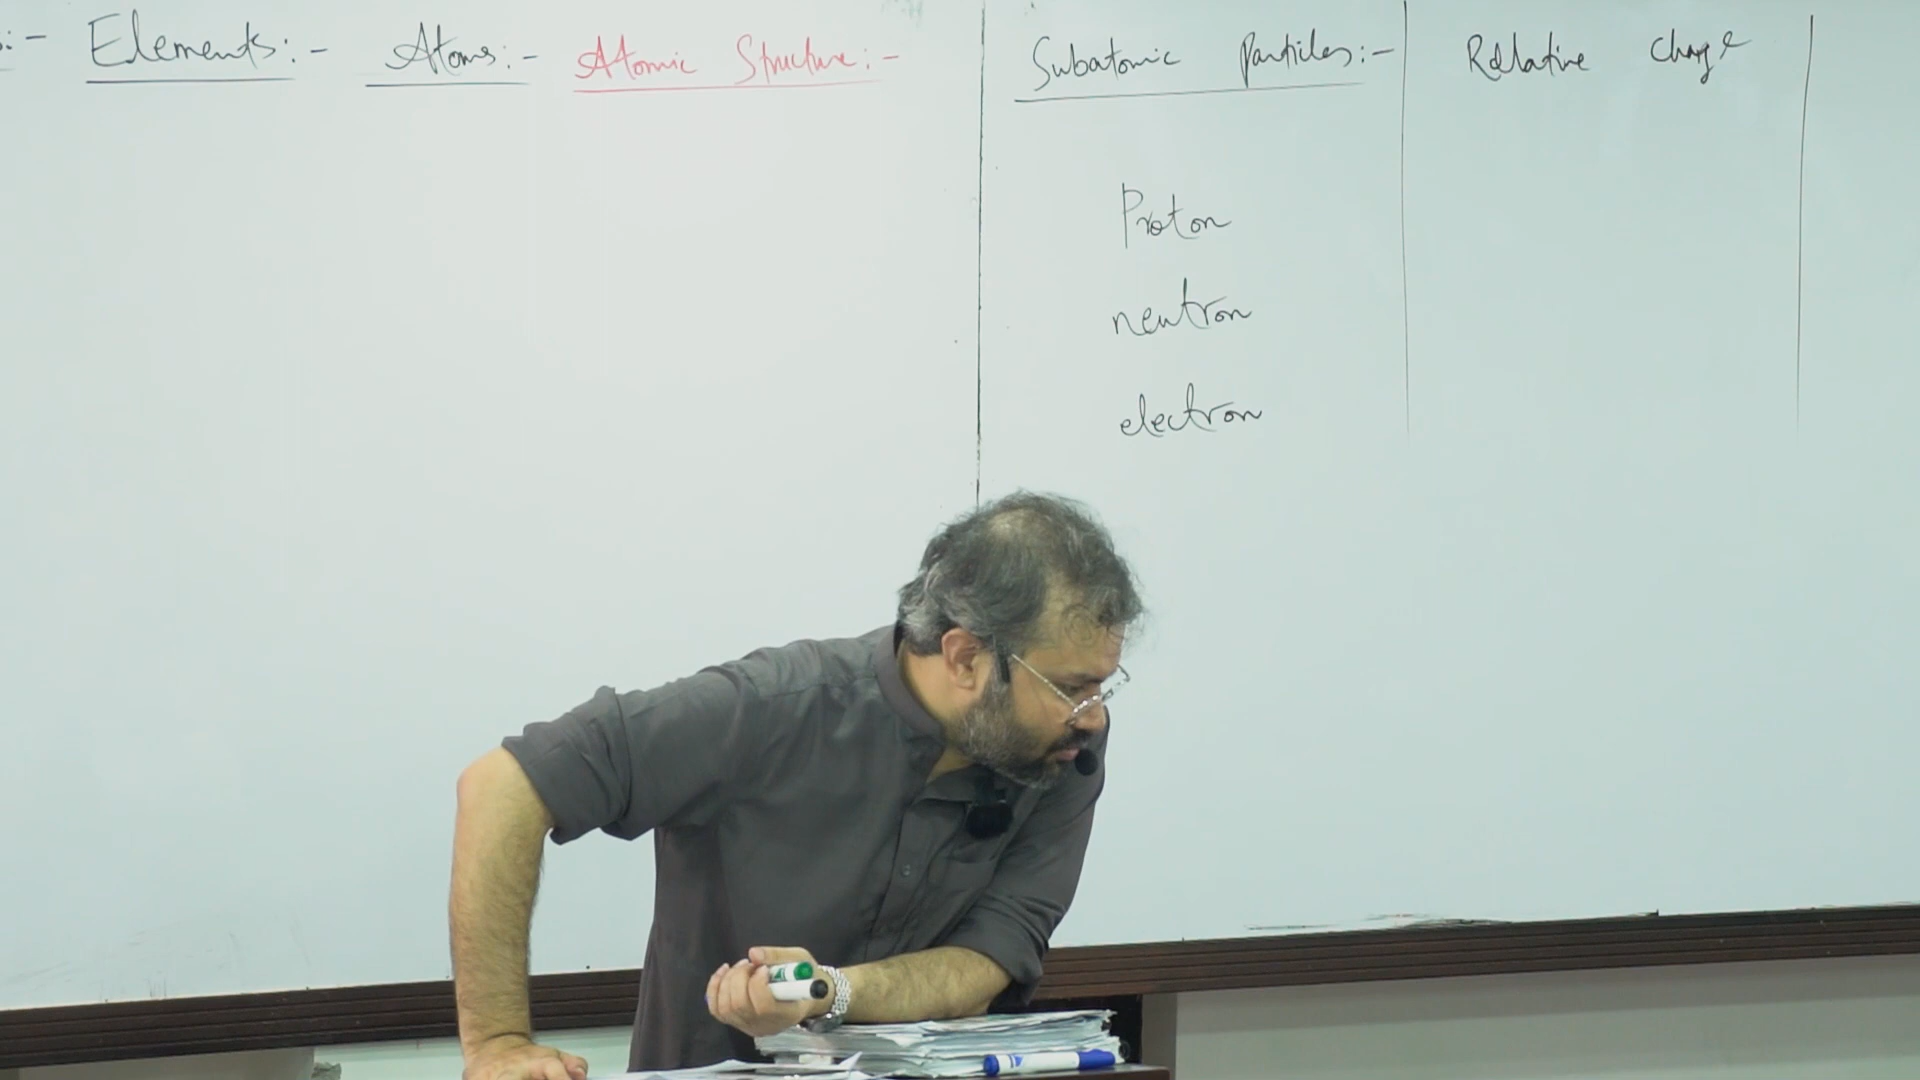 Elements:- Atoms:- Atomic Structure:-
Subatomic Particles:- Relative Charge
Proton
neutron
electron